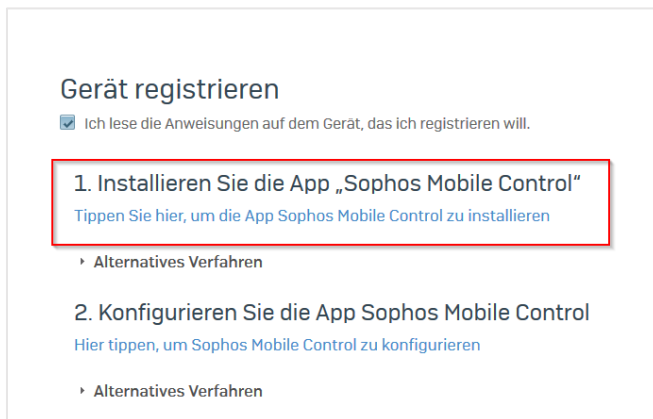 Gerät registrieren
Ich lese die Anweisungen auf dem Gerät, das ich registrieren will.
1. Installieren Sie die App „Sophos Mobile Control“
Tippen Sie hier, um die App Sophos Mobile Control zu installieren
Alternatives Verfahren
2. Konfigurieren Sie die App Sophos Mobile Control
Hier tippen, um Sophos Mobile Control zu konfigurieren
Alternatives Verfahren